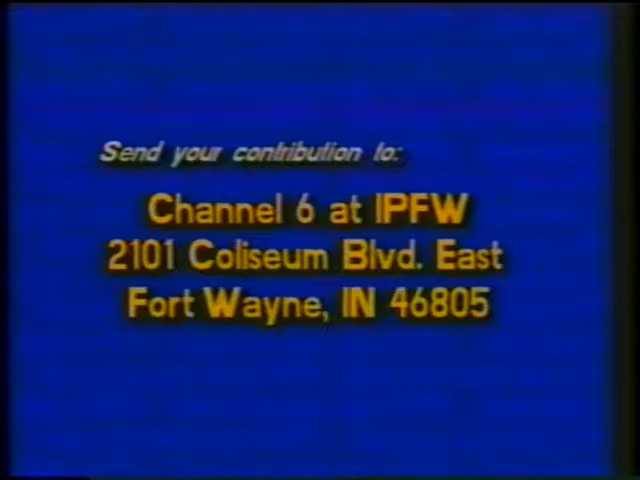 Send your contribution to:
Channel 6 at IPFW
2101 Coliseum Blvd. East
Fort Wayne, IN 46805